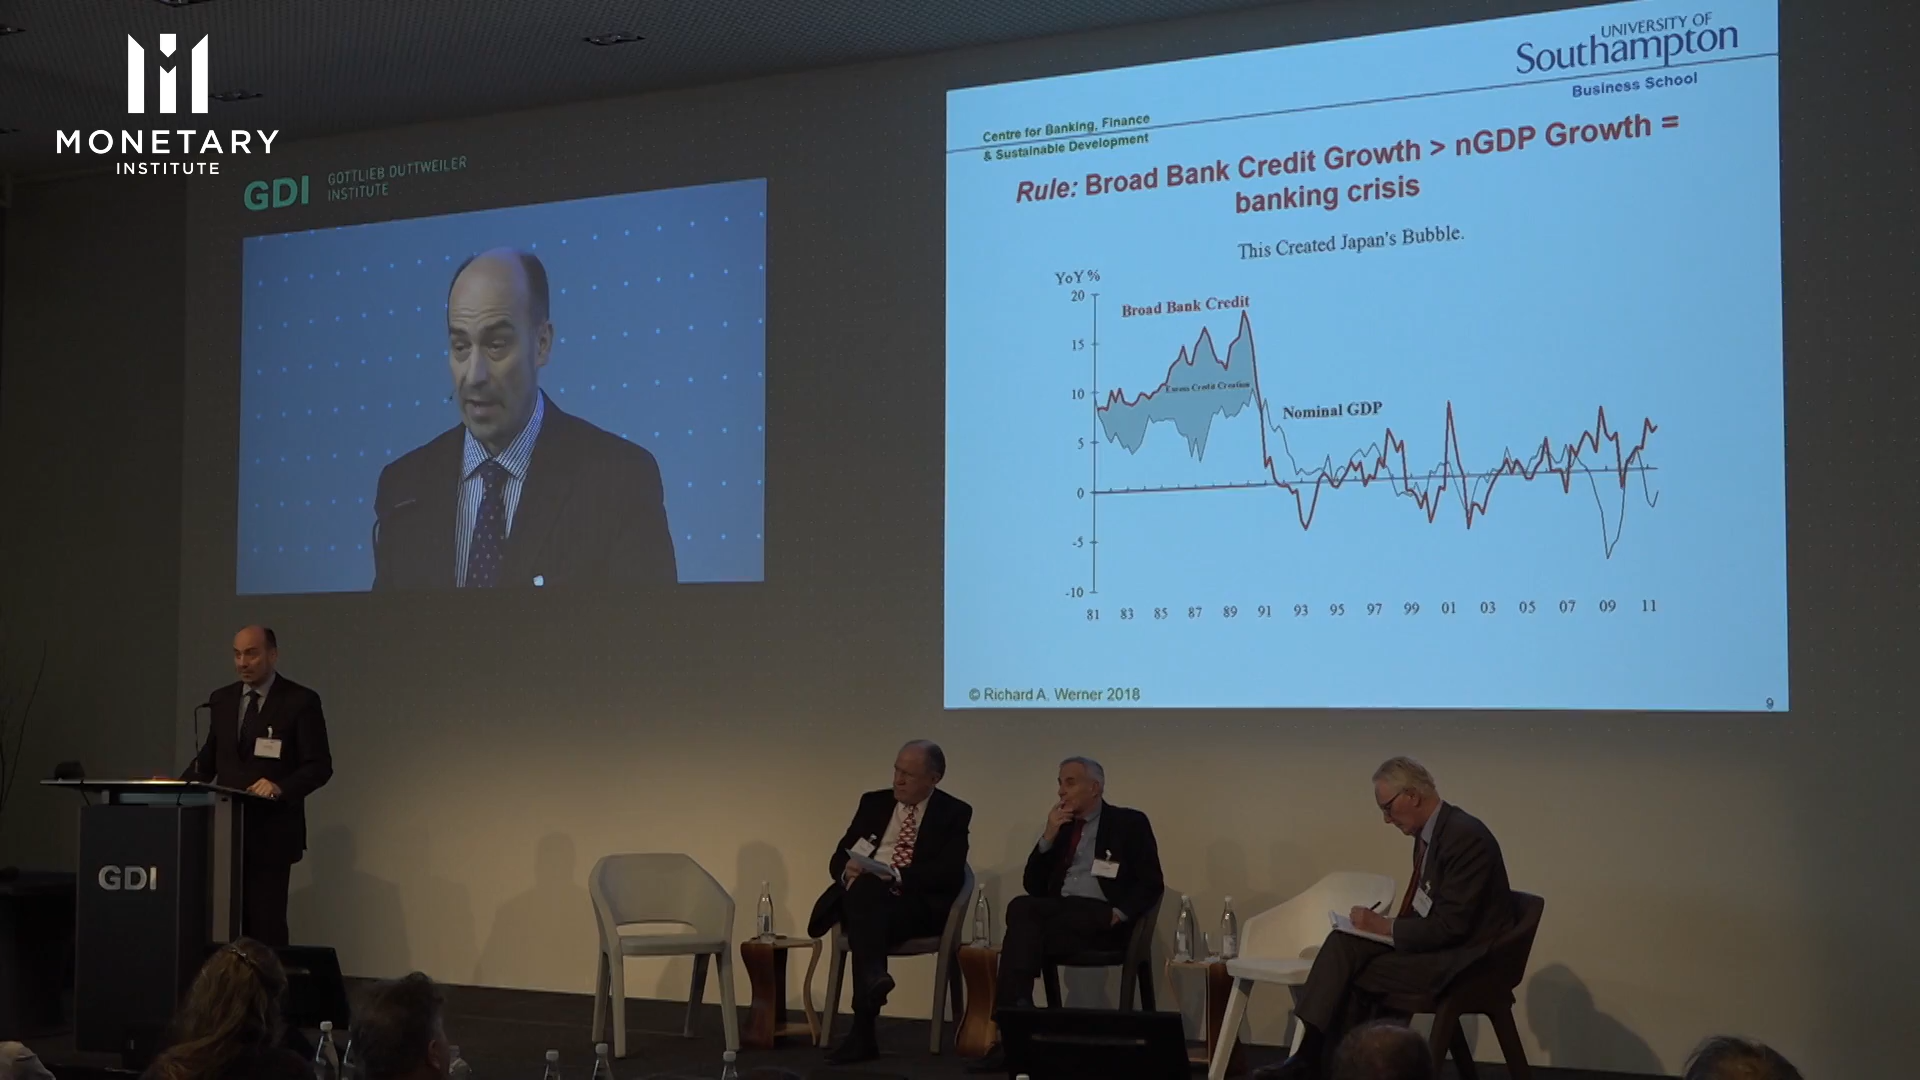 MONETARY
INSTITUTE
GDI
GOTTLIEB DUTTWEILER
INSTITUTE
UNIVERSITY OF
Southampton
Business School
Centre for Banking, Finance
& Sustainable Development
Rule: Broad Bank Credit Growth > nGDP Growth =
banking crisis
This Created Japan's Bubble.
YoY %
20
Broad Bank Credit
15
Excess Credit Creation
10
Nominal GDP
5
0
-5
-10
81 83 85 87 89 91 93 95 97 99 01 03 05 07 09 11
© Richard A. Werner 2018
9
GDI